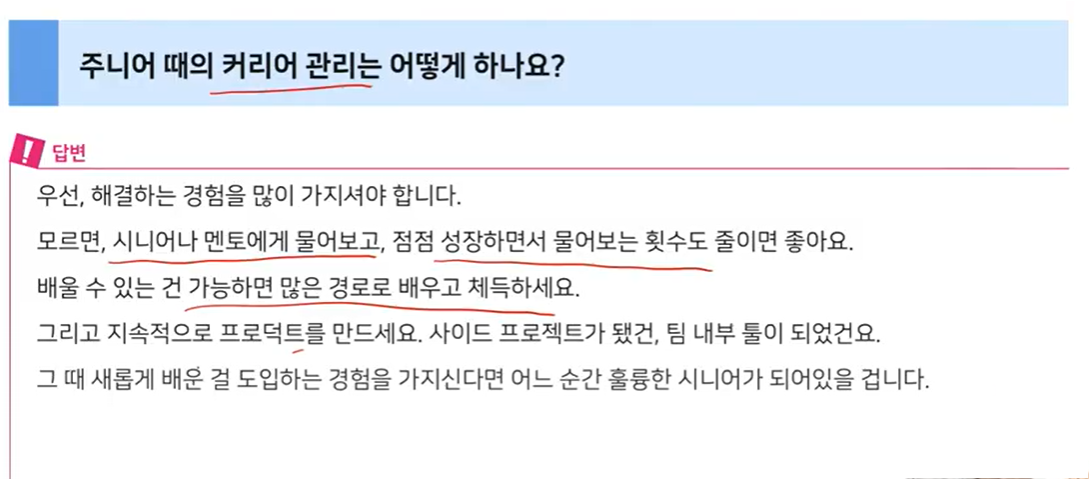 주니어 때의 커리어 관리는 어떻게 하나요?
! 답변
우선, 해결하는 경험을 많이 가지셔야 합니다.
모르면, 시니어나 멘토에게 물어보고, 점점 성장하면서 물어보는 횟수도 줄이면 좋아요.
배울 수 있는 건 가능하면 많은 경로로 배우고 체득하세요.
그리고 지속적으로 프로덕트를 만드세요. 사이드 프로젝트가 됐건, 팀 내부 툴이 되었건요.
그 때 새롭게 배운 걸 도입하는 경험을 가지신다면 어느 순간 훌륭한 시니어가 되어있을 겁니다.